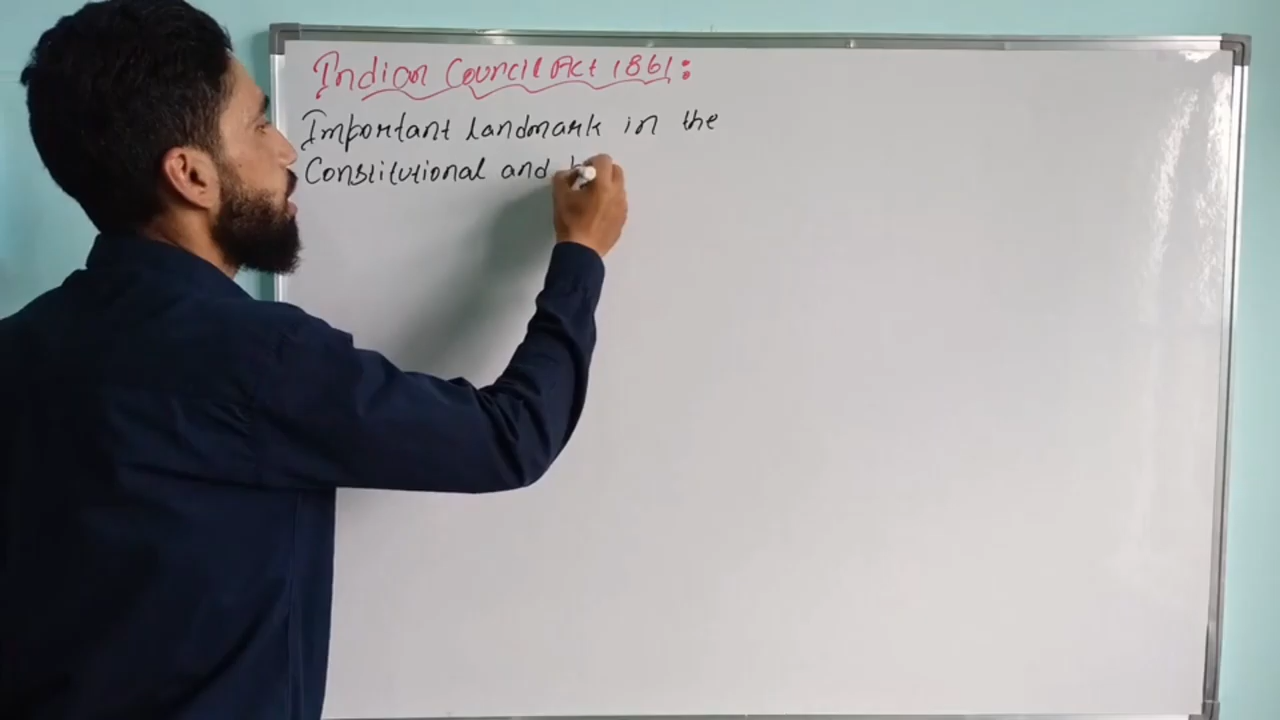 Indian Council Act 1861:
Important Landmark in the
Constitutional and